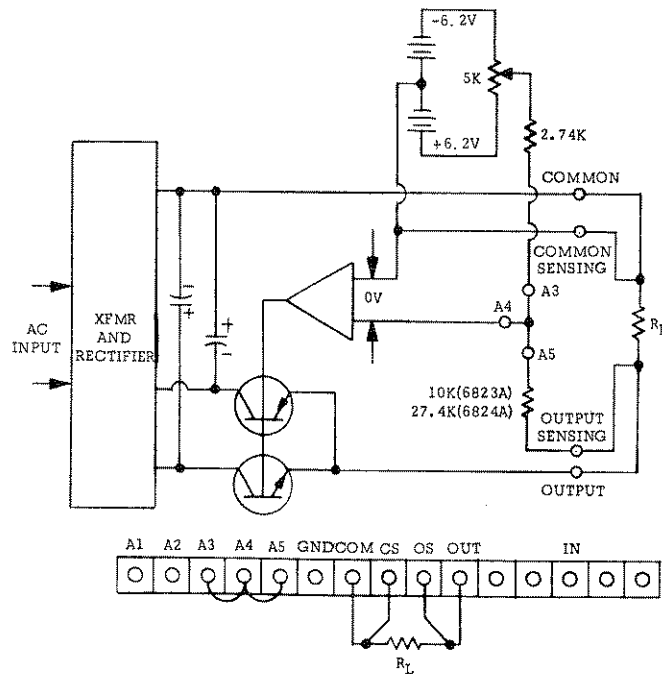 -6.2V
5K
+6.2V
2.74K
COMMON
COMMON
SENSING
0V
A3
A4
A5
AC
INPUT
XFMR
AND
RECTIFIER
-
+
+
-
R
10K(6823A)
27.4K(6824A)
OUTPUT
SENSING
OUTPUT
A1 A2 A3 A4 A5 GND COM CS OS OUT IN
RL